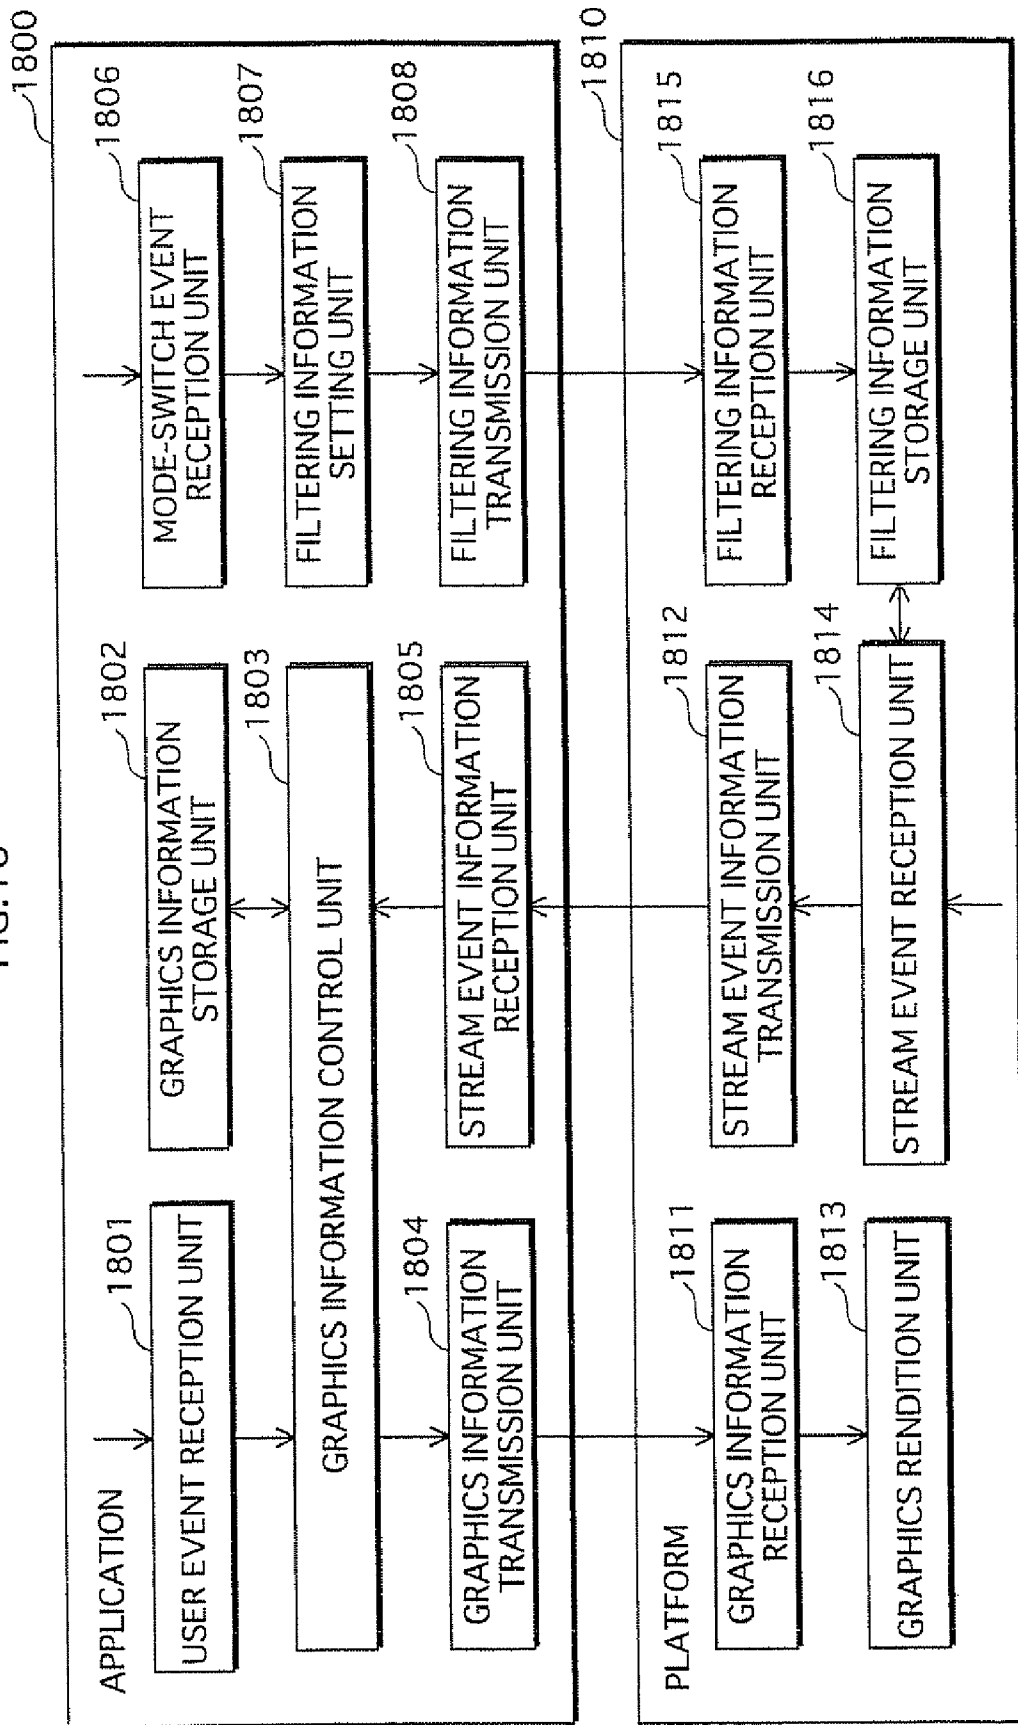 1800
APPLICATION
1801
USER EVENT RECEPTION UNIT
1802
GRAPHICS INFORMATION
STORAGE UNIT
1806
MODE-SWITCH EVENT
RECEPTION UNIT
1803
GRAPHICS INFORMATION CONTROL UNIT
1807
FILTERING INFORMATION
SETTING UNIT
1804
GRAPHICS INFORMATION
TRANSMISSION UNIT
1805
STREAM EVENT INFORMATION
RECEPTION UNIT
1808
FILTERING INFORMATION
TRANSMISSION UNIT
1810
PLATFORM
1811
GRAPHICS INFORMATION
RECEPTION UNIT
1812
STREAM EVENT INFORMATION
TRANSMISSION UNIT
1815
FILTERING INFORMATION
RECEPTION UNIT
1813
GRAPHICS RENDITION UNIT
1814
STREAM EVENT RECEPTION UNIT
1816
FILTERING INFORMATION
STORAGE UNIT